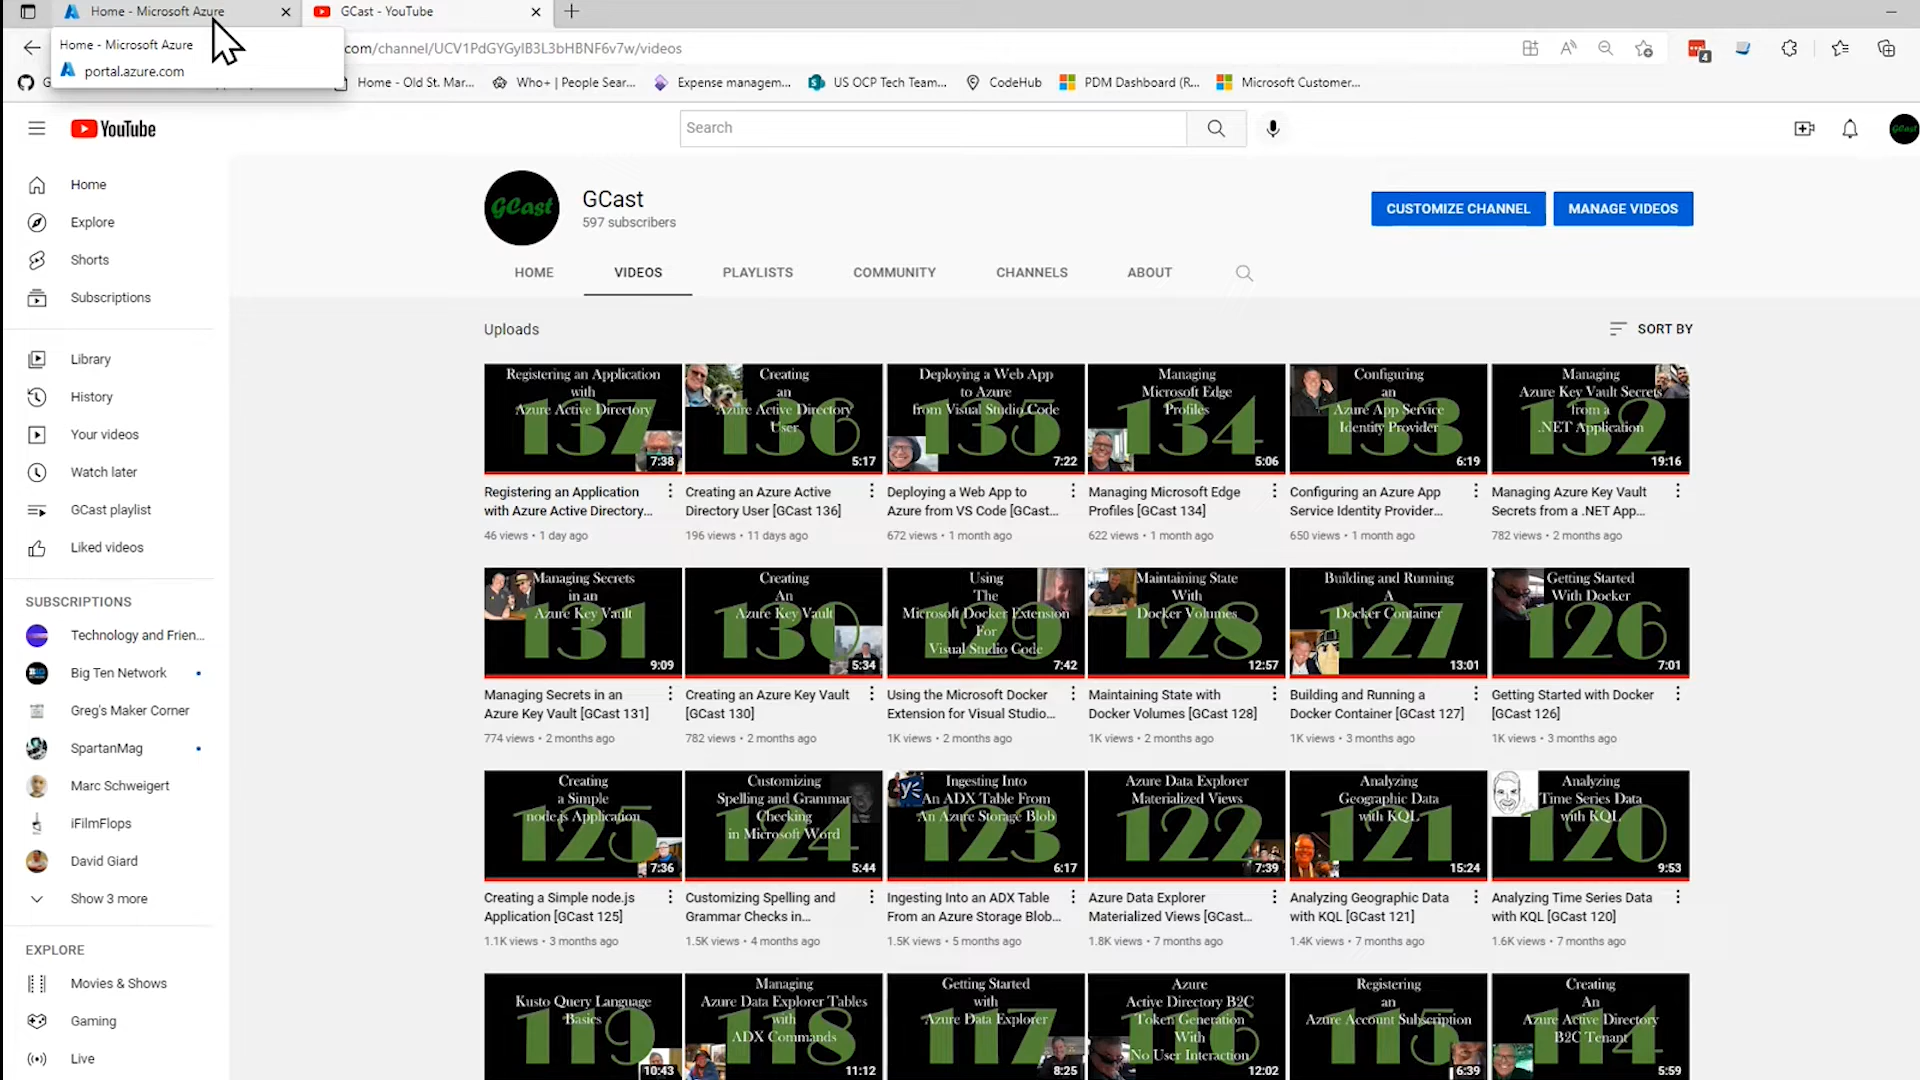 Home - Microsoft Azure
GCast - YouTube
Home - Microsoft Azure
portal.azure.com
com/channel/UCV1PdGYGyIB3L3bHBNF6v7w/videos
4
G
Home - Old St. Mar...
Who+ | People Sear...
Expense managem...
US OCP Tech Team...
CodeHub
PDM Dashboard (R...
Microsoft Customer...
YouTube
Search
GCast
Home
Explore
Shorts
Subscriptions
Library
History
Your videos
Watch later
GCast playlist
Liked videos
SUBSCRIPTIONS
Technology and Frien...
Big Ten Network
Greg's Maker Corner
SpartanMag
Marc Schweigert
iFilmFlops
David Giard
Show 3 more
EXPLORE
Movies & Shows
Gaming
Live
GCast
GCast
597 subscribers
CUSTOMIZE CHANNEL
MANAGE VIDEOS
HOME
VIDEOS
PLAYLISTS
COMMUNITY
CHANNELS
ABOUT
Uploads
SORT BY
Registering an Application
with
Azure Active Directory
137
7:38
Registering an Application
with Azure Active Directory...
46 views • 1 day ago
Creating
an
Azure Active Directory
User
136
5:17
Creating an Azure Active
Directory User [GCast 136]
196 views • 11 days ago
Deploying a Web App
to Azure
from Visual Studio Code
135
7:22
Deploying a Web App to
Azure from VS Code [GCast...
672 views • 1 month ago
Managing
Microsoft Edge
Profiles
134
5:06
Managing Microsoft Edge
Profiles [GCast 134]
622 views • 1 month ago
Configuring
an
Azure App Service
Identity Provider
133
6:19
Configuring an Azure App
Service Identity Provider...
650 views • 1 month ago
Managing
Azure Key Vault Secrets
from a
.NET Application
132
19:16
Managing Azure Key Vault
Secrets from a .NET App...
782 views • 2 months ago
Managing Secrets
in an
Azure Key Vault
131
9:09
Managing Secrets in an
Azure Key Vault [GCast 131]
774 views • 2 months ago
Creating
An
Azure Key Vault
130
5:34
Creating an Azure Key Vault
[GCast 130]
782 views • 2 months ago
Using
The
Microsoft Docker Extension
For
Visual Studio Code
129
7:42
Using the Microsoft Docker
Extension for Visual Studio...
1K views • 2 months ago
Maintaining State
With
Docker Volumes
128
12:57
Maintaining State with
Docker Volumes [GCast 128]
1K views • 2 months ago
Building and Running
A
Docker Container
127
13:01
Building and Running a
Docker Container [GCast 127]
1K views • 3 months ago
Getting Started
With Docker
126
7:01
Getting Started with Docker
[GCast 126]
1K views • 3 months ago
Creating
a Simple
node.js Application
125
7:36
Creating a Simple node.js
Application [GCast 125]
1.1K views • 3 months ago
Customizing
Spelling and Grammar
Checking
in Microsoft Word
124
5:44
Customizing Spelling and
Grammar Checks in...
1.5K views • 4 months ago
Ingesting Into
An ADX Table From
An Azure Storage Blob
123
6:17
Ingesting Into an ADX Table
From an Azure Storage Blob...
1.5K views • 5 months ago
Azure Data Explorer
Materialized Views
122
7:39
Azure Data Explorer
Materialized Views [GCast...
1.8K views • 7 months ago
Analyzing
Geographic Data
with KQL
121
15:24
Analyzing Geographic Data
with KQL [GCast 121]
1.4K views • 7 months ago
Analyzing
Time Series Data
with KQL
120
9:53
Analyzing Time Series Data
with KQL [GCast 120]
1.6K views • 7 months ago
Kusto Query Language
Basics
119
10:43
Managing
Azure Data Explorer Tables
with
ADX Commands
118
11:12
Getting Started
with
Azure Data Explorer
117
8:25
Azure
Active Directory B2C
Token Generation
With
No User Interaction
116
12:02
Registering
an
Azure Account Subscription
115
6:39
Creating
An
Azure Active Directory
B2C Tenant
114
5:59